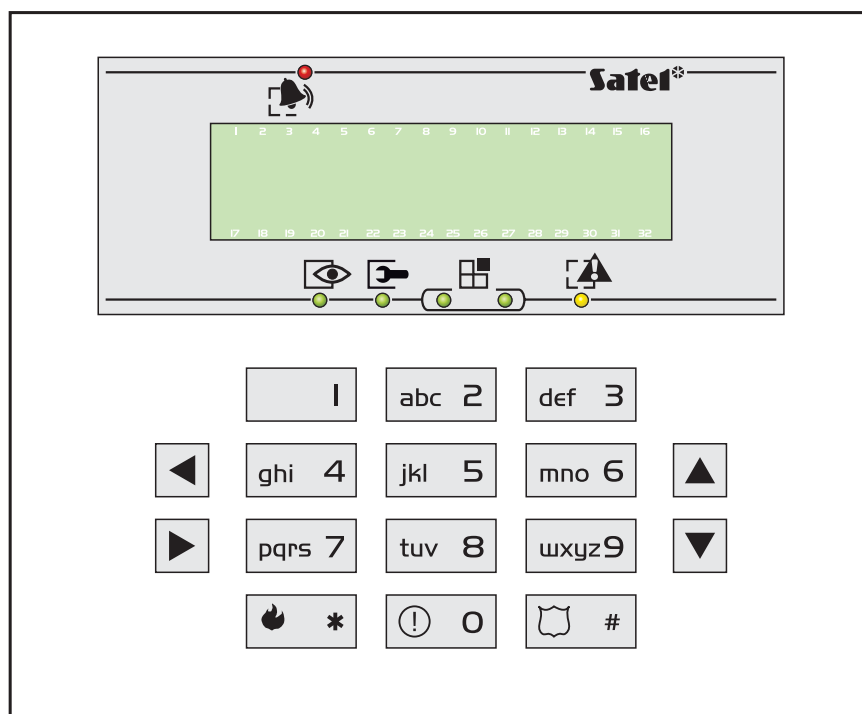 Satel
1 2 3 4 5 6 7 8 9 10 11 12 13 14 15 16
17 18 19 20 21 22 23 24 25 26 27 28 29 30 31 32
1 abc 2 def 3
ghi 4 jkl 5 mno 6
pqrs 7 tuv 8 wxyz 9
* ! 0 #